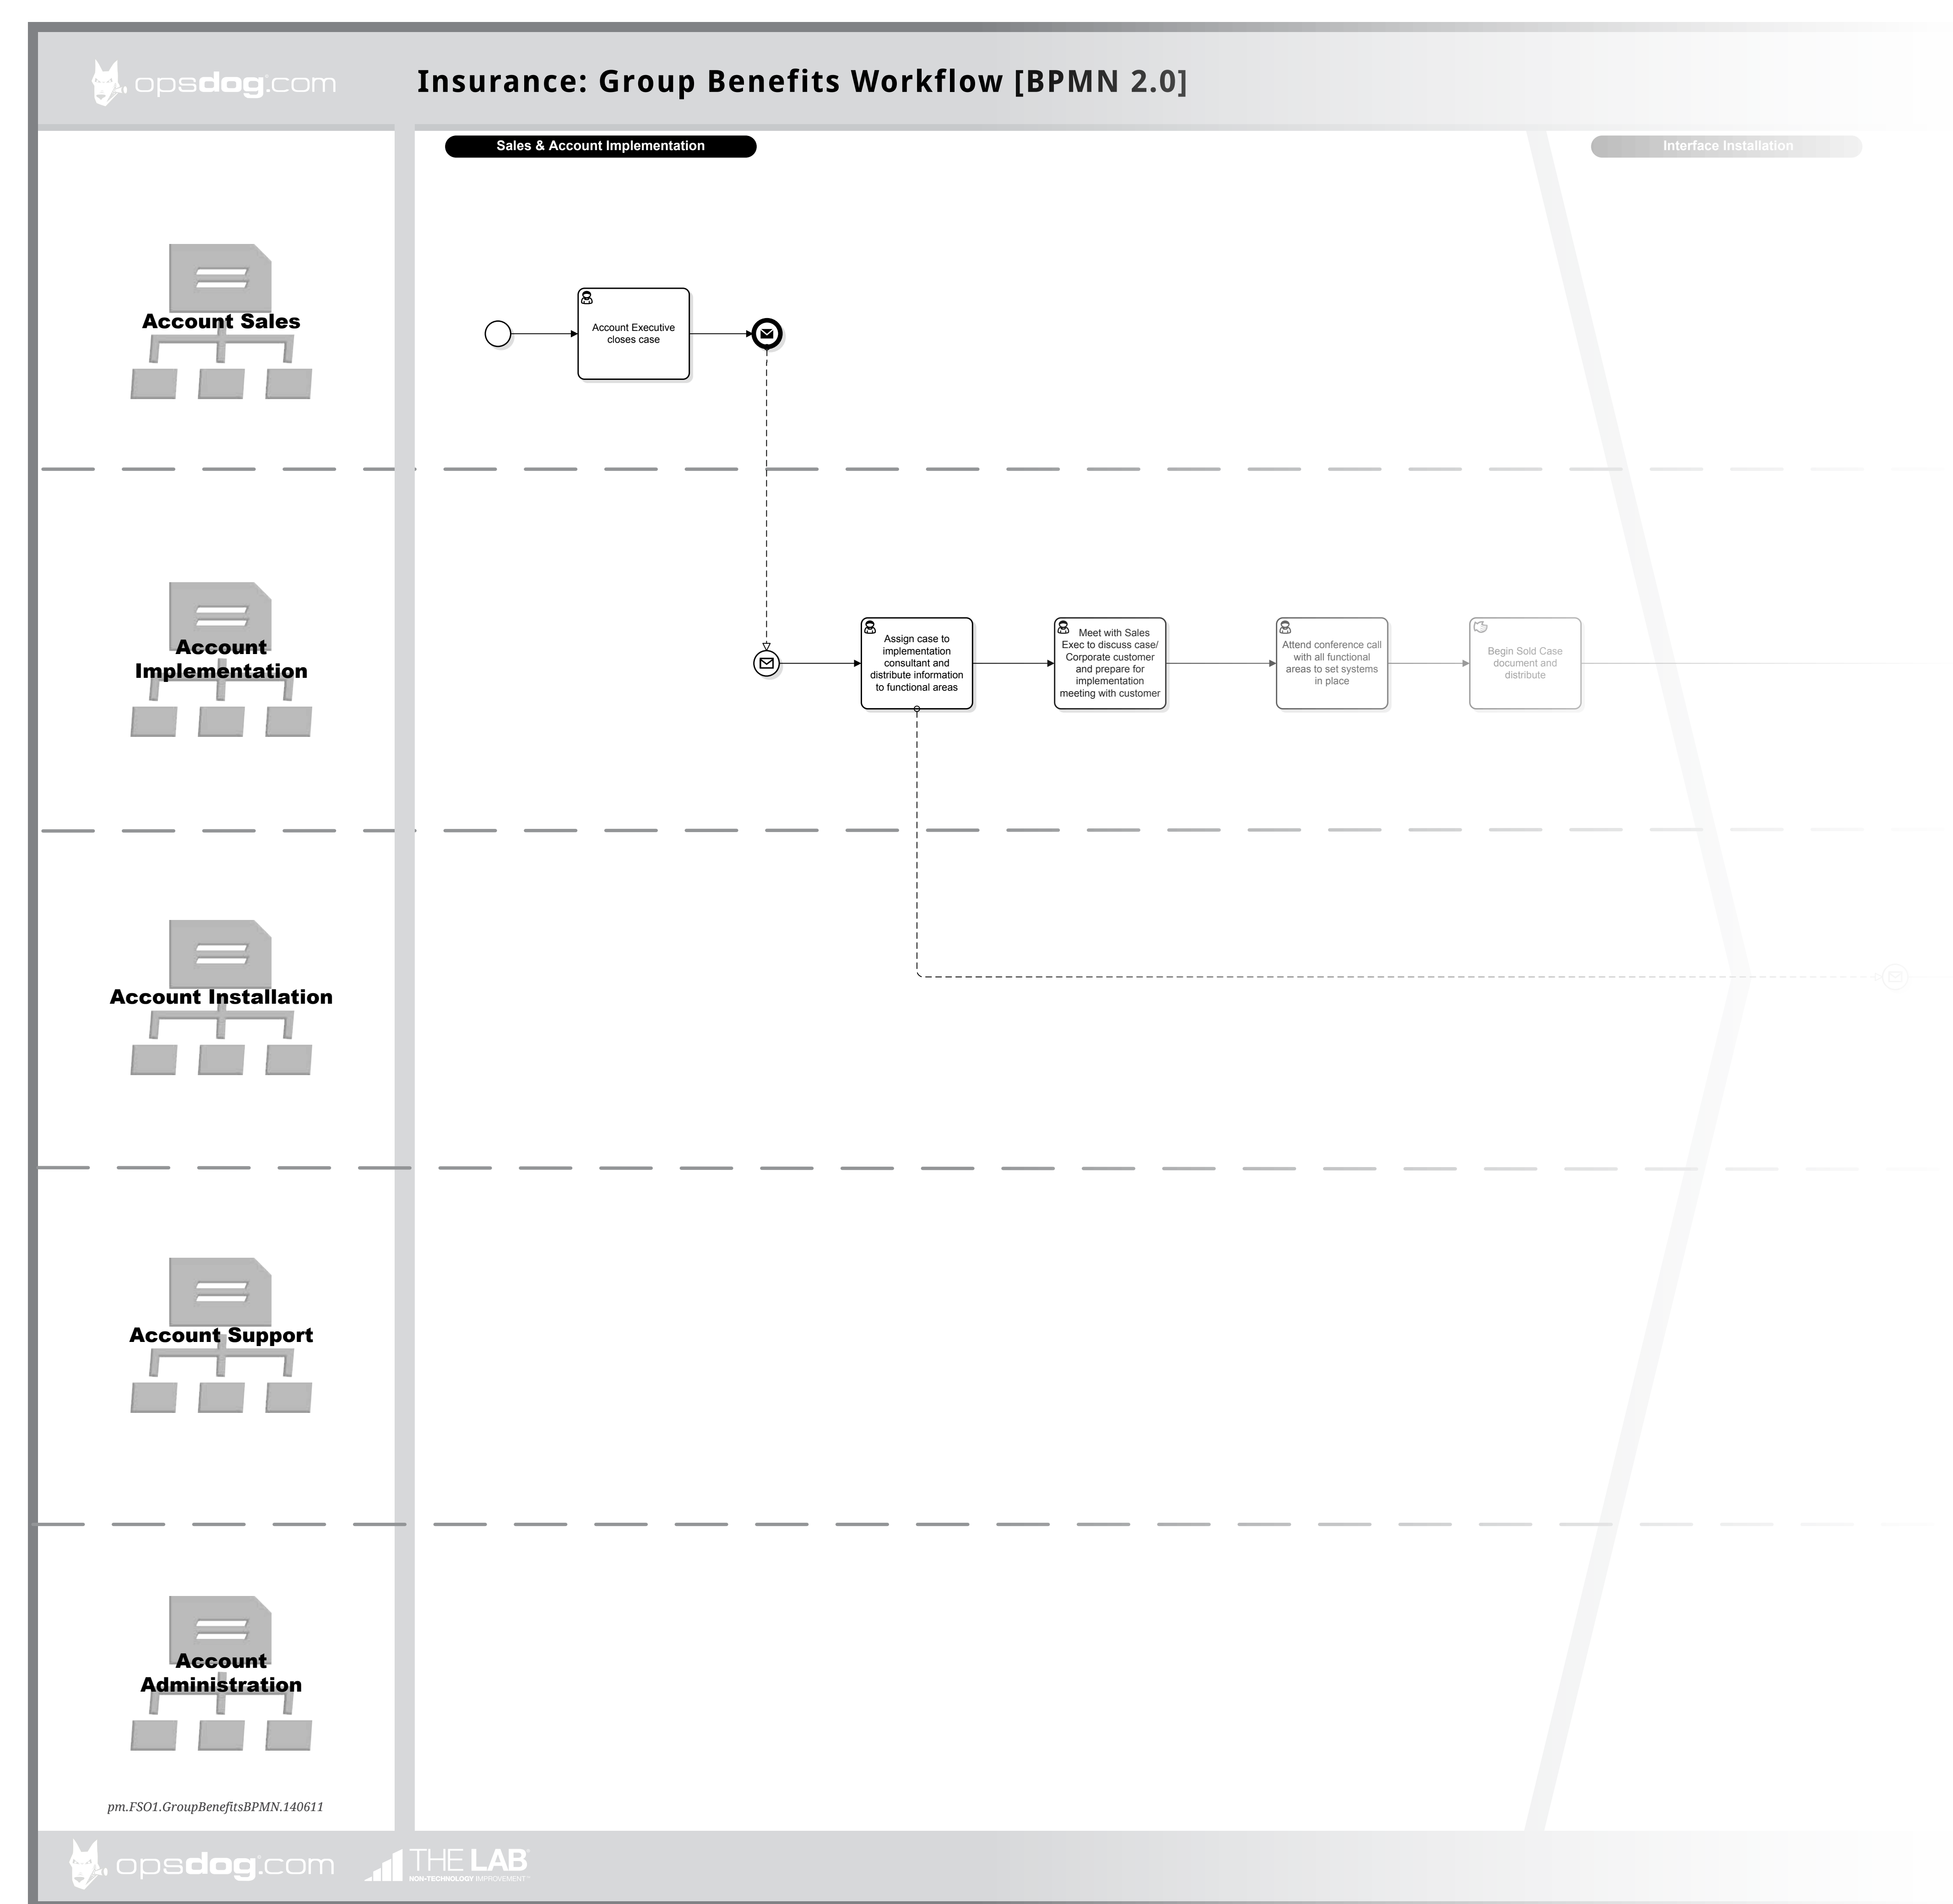 opsdog.com
Insurance: Group Benefits Workflow [BPMN 2.0]
Sales & Account Implementation
Interface Installation
Account Sales
Account Executive
closes case
Account
Implementation
Assign case to
implementation
consultant and
distribute information
to functional areas
Meet with Sales
Exec to discuss case/
Corporate customer
and prepare for
implementation
meeting with customer
Attend conference call
with all functional
areas to set systems
in place
Begin Sold Case
document and
distribute
Account Installation
Account Support
Account
Administration
pm.FSO1.GroupBenefitsBPMN.140611
opsdog.com
THE LAB
NON-TECHNOLOGY IMPROVEMENT™